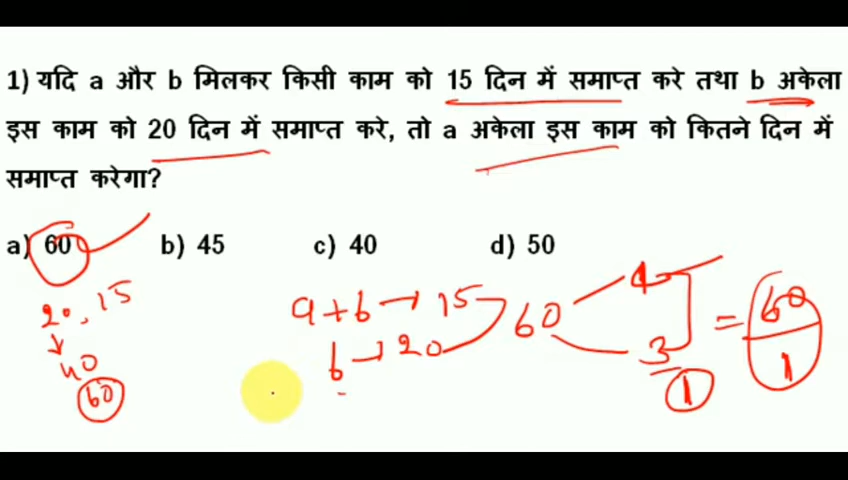 1) यदि a और b मिलकर किसी काम को 15 दिन में समाप्त करे तथा b अकेला
इस काम को 20 दिन में समाप्त करे, तो a अकेला इस काम को कितने दिन में
समाप्त करेगा?
a) 60 b) 45 c) 40 d) 50
20, 15
40
60
a+b → 15
b → 20
60
4
3
1
= 60
1